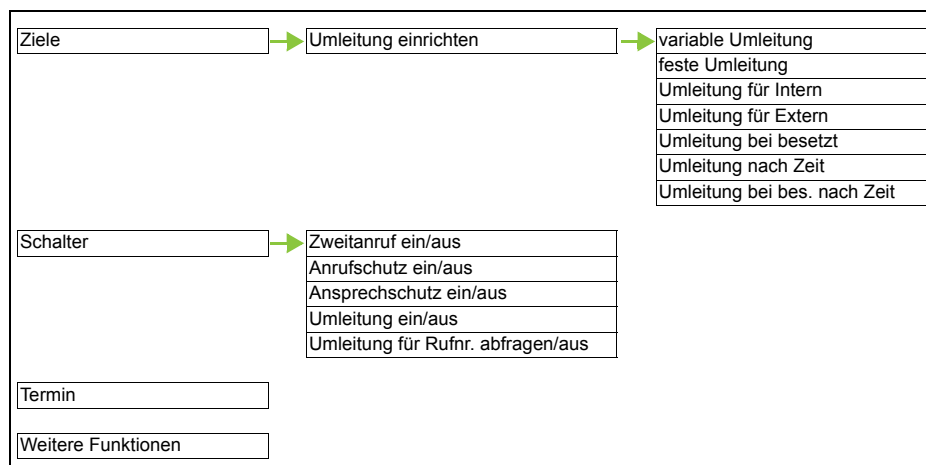 Ziele
Umleitung einrichten
variable Umleitung
feste Umleitung
Umleitung für Intern
Umleitung für Extern
Umleitung bei besetzt
Umleitung nach Zeit
Umleitung bei bes. nach Zeit
Schalter
Zweitanruf ein/aus
Anrufschutz ein/aus
Ansprechschutz ein/aus
Umleitung ein/aus
Umleitung für Rufnr. abfragen/aus
Termin
Weitere Funktionen